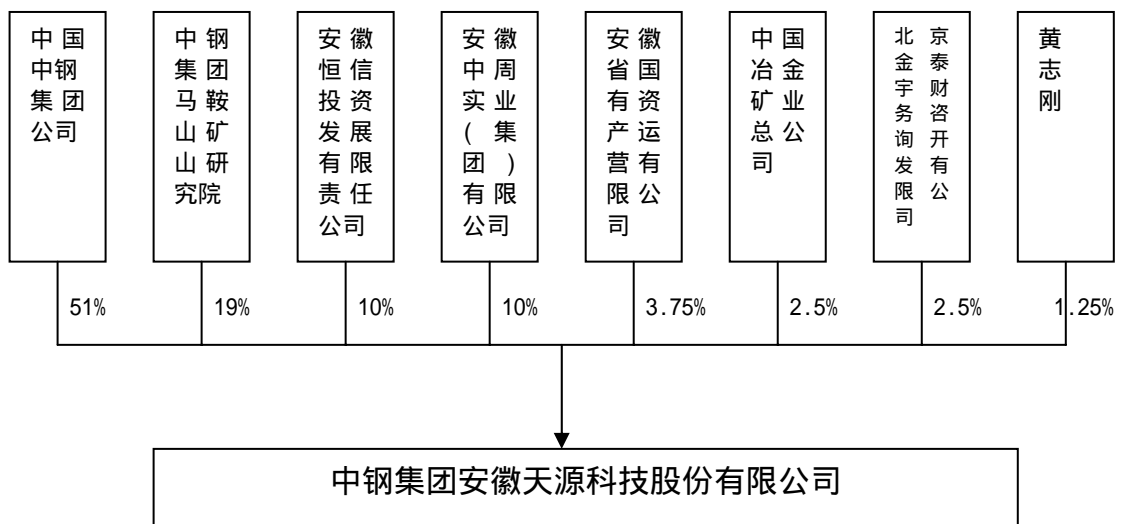 中国
中钢
集团
公司
中钢
集团
马鞍
山矿
山研
究院
安徽
恒信
投资
发展
有限
责任
公司
安徽
中周
实业
(集
团)
有限
公司
安徽
省国
有资
产运
营有
限公
司
中国
冶金
矿业
总公
司
北京
金泰
宇财
务咨
询开
发有
限公
司
黄
志
刚
51%
19%
10%
10%
3.75%
2.5%
2.5%
1.25%
中钢集团安徽天源科技股份有限公司